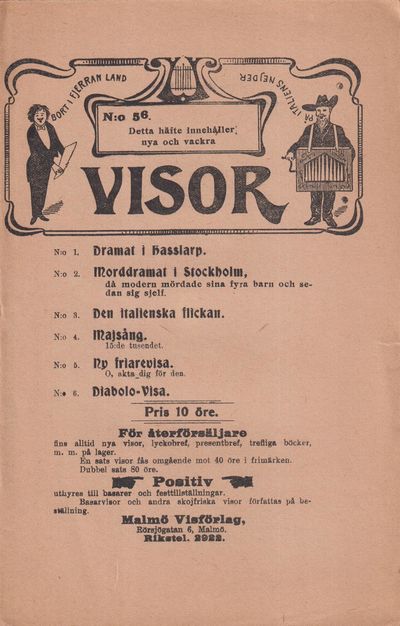 BORT I FJERRAN LAND
PÅ ITALIENS NEJDER
N:o 56.
Detta häfte innehåller
nya och vackra
VISOR
N:o 1. Dramat i Hasslarp.
N:o 2. Morddramat i Stockholm,
då modern mördade sina fyra barn och se-
dan sig sjelf.
N:o 3. Den italienska flickan.
N:o 4. Majsång.
15:de tusendet.
N:o 5. Ny friarevisa.
O, akta dig för den.
N:o 6. Diabolo-Visa.
Pris 10 öre.
För återförsäljare
fins alltid nya visor, lyckobref, presentbref, treffiga böcker,
m. m. på lager.
En sats visor fås omgående mot 40 öre i frimärken.
Dubbel sats 80 öre.
Positiv
uthyres till basarer och festtillställningar.
Basarvisor och andra skojfriska visor författas på be-
ställning.
Malmö Visförlag,
Rörsjögatan 6, Malmö.
Rikstel. 2922.